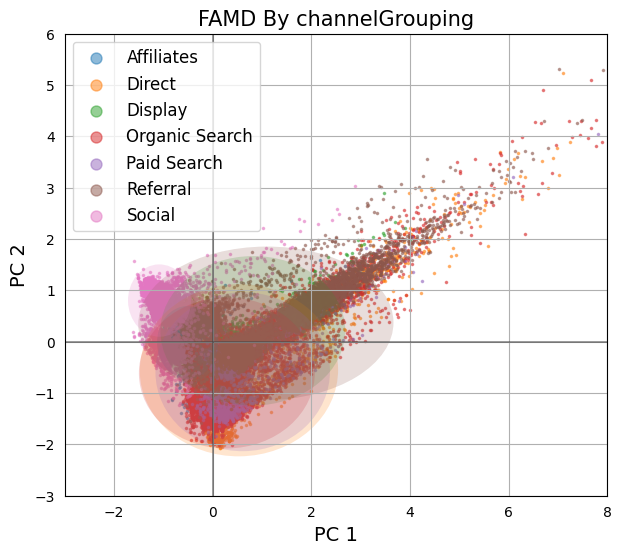 FAMD By channelGrouping
Affiliates
Direct
Display
Organic Search
Paid Search
Referral
Social
6
5
4
3
2
1
0
−1
−2
−3
PC 2
−2 0 2 4 6 8
PC 1